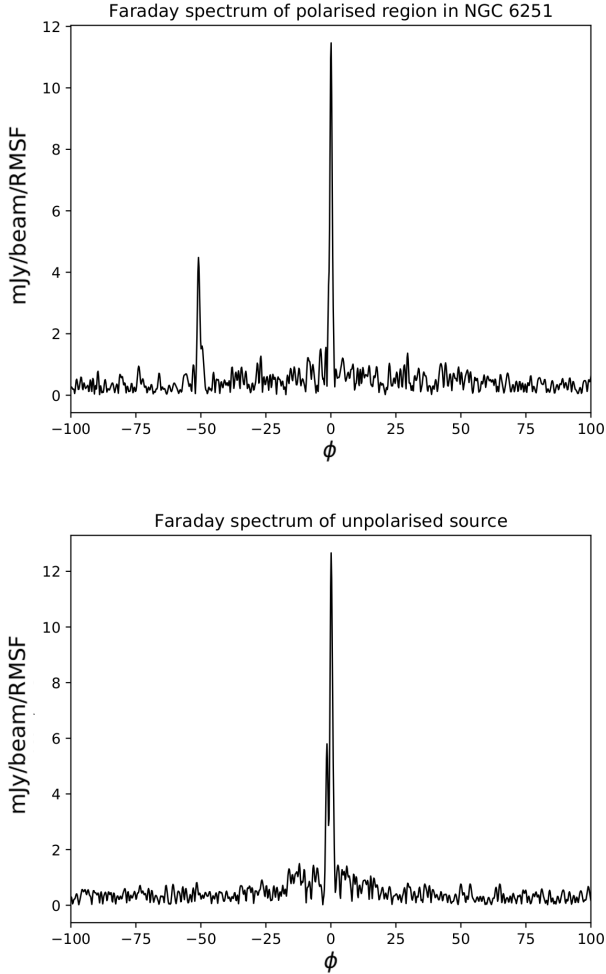 Faraday spectrum of polarised region in NGC 6251
12
10
8
6
4
2
0
mJy/beam/RMSF
−100 −75 −50 −25 0 25 50 75 100
ϕ
Faraday spectrum of unpolarised source
12
10
8
6
4
2
0
mJy/beam/RMSF
−100 −75 −50 −25 0 25 50 75 100
ϕ